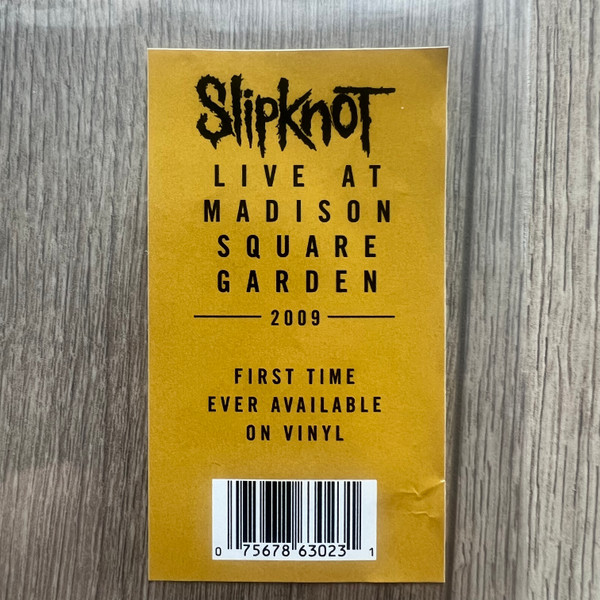 Slipknot
LIVE AT
MADISON
SQUARE
GARDEN
2009
FIRST TIME
EVER AVAILABLE
ON VINYL
0 75678 63023 1